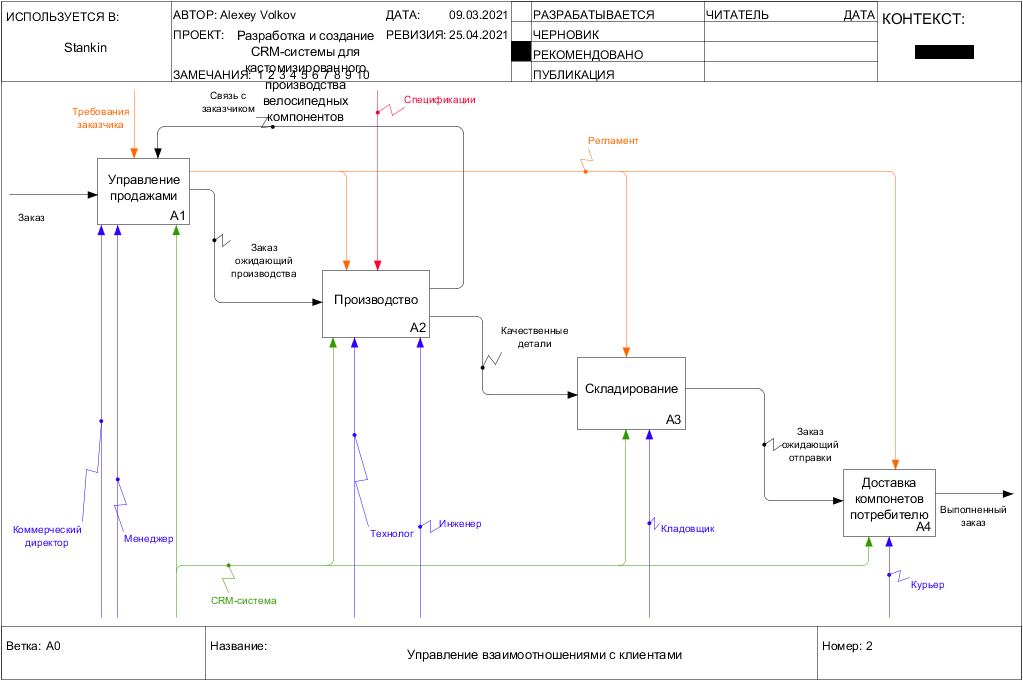 ИСПОЛЬЗУЕТСЯ В:
Stankin
АВТОР: Alexey Volkov
ДАТА: 09.03.2021
ПРОЕКТ: Разработка и создание
CRM-системы для
кастомизированного
производства
велосипедных
компонентов
РЕВИЗИЯ: 25.04.2021
ЗАМЕЧАНИЯ: 1 2 3 4 5 6 7 8 9 10
РАЗРАБАТЫВАЕТСЯ
ЧЕРНОВИК
РЕКОМЕНДОВАНО
ПУБЛИКАЦИЯ
ЧИТАТЕЛЬ ДАТА
КОНТЕКСТ:
Требования
заказчика
Связь с
заказчиком
Спецификации
Регламент
Управление
продажами
A1
Заказ
Заказ
ожидающий
производства
Производство
A2
Качественные
детали
Складирование
A3
Заказ
ожидающий
отправки
Доставка
компонетов
потребителю
A4
Выполненный
заказ
Коммерческий
директор
Менеджер
Технолог
Инженер
Кладовщик
Курьер
CRM-система
Ветка: A0
Название:
Управление взаимоотношениями с клиентами
Номер: 2